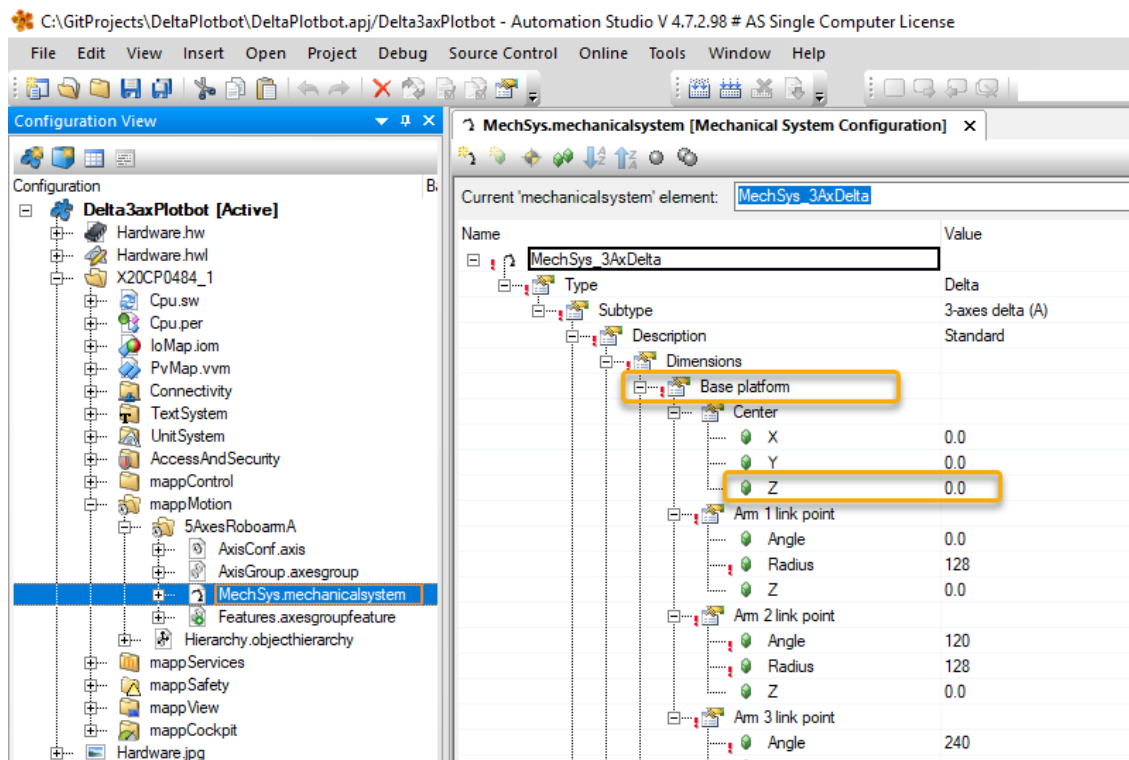 C:\GitProjects\DeltaPlotbot\DeltaPlotbot.apj/Delta3axPlotbot - Automation Studio V 4.7.2.98 # AS Single Computer License
File Edit View Insert Open Project Debug Source Control Online Tools Window Help
Configuration View
Configuration
Delta3axPlotbot [Active]
Hardware.hw
Hardware.hwl
X20CP0484_1
Cpu.sw
Cpu.per
IoMap.iom
PvMap.vvm
Connectivity
TextSystem
UnitSystem
AccessAndSecurity
mappControl
mappMotion
5AxesRoboarmA
AxisConf.axis
AxisGroup.axesgroup
MechSys.mechanicalsystem
Features.axesgroupfeature
Hierarchy.objecthierarchy
mappServices
mappSafety
mappView
mappCockpit
Hardware.jpg
MechSys.mechanicalsystem [Mechanical System Configuration]
Current 'mechanicalsystem' element: MechSys_3AxDelta
Name Value
MechSys_3AxDelta
Type Delta
Subtype 3-axes delta (A)
Description Standard
Dimensions
Base platform
Center
X 0.0
Y 0.0
Z 0.0
Arm 1 link point
Angle 0.0
Radius 128
Z 0.0
Arm 2 link point
Angle 120
Radius 128
Z 0.0
Arm 3 link point
Angle 240